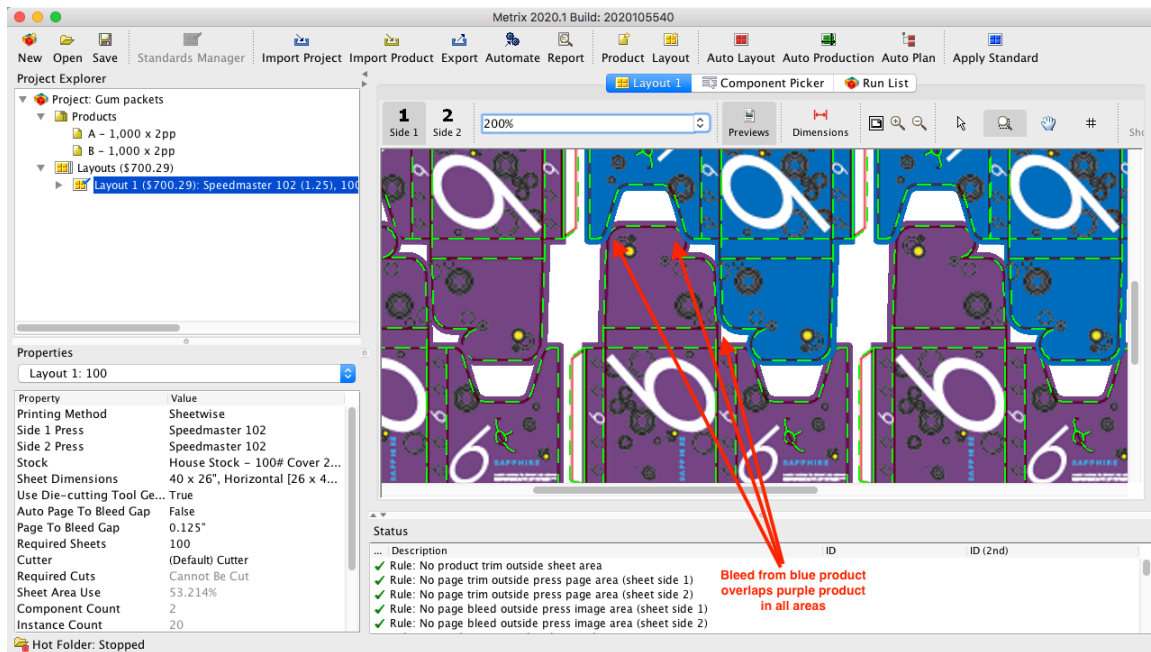 Metrix 2020.1 Build: 2020105540
New Open Save Standards Manager Import Project Import Product Export Automate Report Product Layout Auto Layout Auto Production Auto Plan Apply Standard
Project Explorer
Project: Gum packets
Products
A – 1,000 x 2pp
B – 1,000 x 2pp
Layouts ($700.29)
Layout 1 ($700.29): Speedmaster 102 (1.25), 100
Layout 1 Component Picker Run List
1 2
Side 1 Side 2
200%
Previews Dimensions
6 6
SAPPHIRE SAPPHIRE SAPPHIRE
Bleed from blue product
overlaps purple product
in all areas
Properties
Layout 1: 100
Property Value
Printing Method Sheetwise
Side 1 Press Speedmaster 102
Side 2 Press Speedmaster 102
Stock House Stock – 100# Cover 2...
Sheet Dimensions 40 x 26", Horizontal [26 x 4...
Use Die-cutting Tool Ge... True
Auto Page To Bleed Gap False
Page To Bleed Gap 0.125"
Required Sheets 100
Cutter (Default) Cutter
Required Cuts Cannot Be Cut
Sheet Area Use 53.214%
Component Count 2
Instance Count 20
Status
... Description ID ID (2nd)
Rule: No product trim outside sheet area
Rule: No page trim outside press page area (sheet side 1)
Rule: No page trim outside press page area (sheet side 2)
Rule: No page bleed outside press image area (sheet side 1)
Rule: No page bleed outside press image area (sheet side 2)
Hot Folder: Stopped